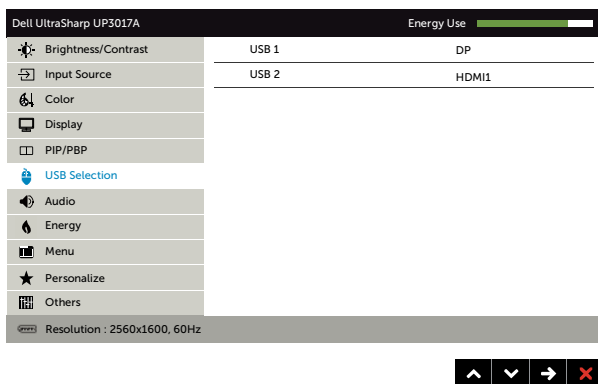 Dell UltraSharp UP3017A Energy Use
Brightness/Contrast USB 1 DP
Input Source USB 2 HDMI1
Color
Display
PIP/PBP
USB Selection
Audio
Energy
Menu
Personalize
Others
Resolution : 2560x1600, 60Hz